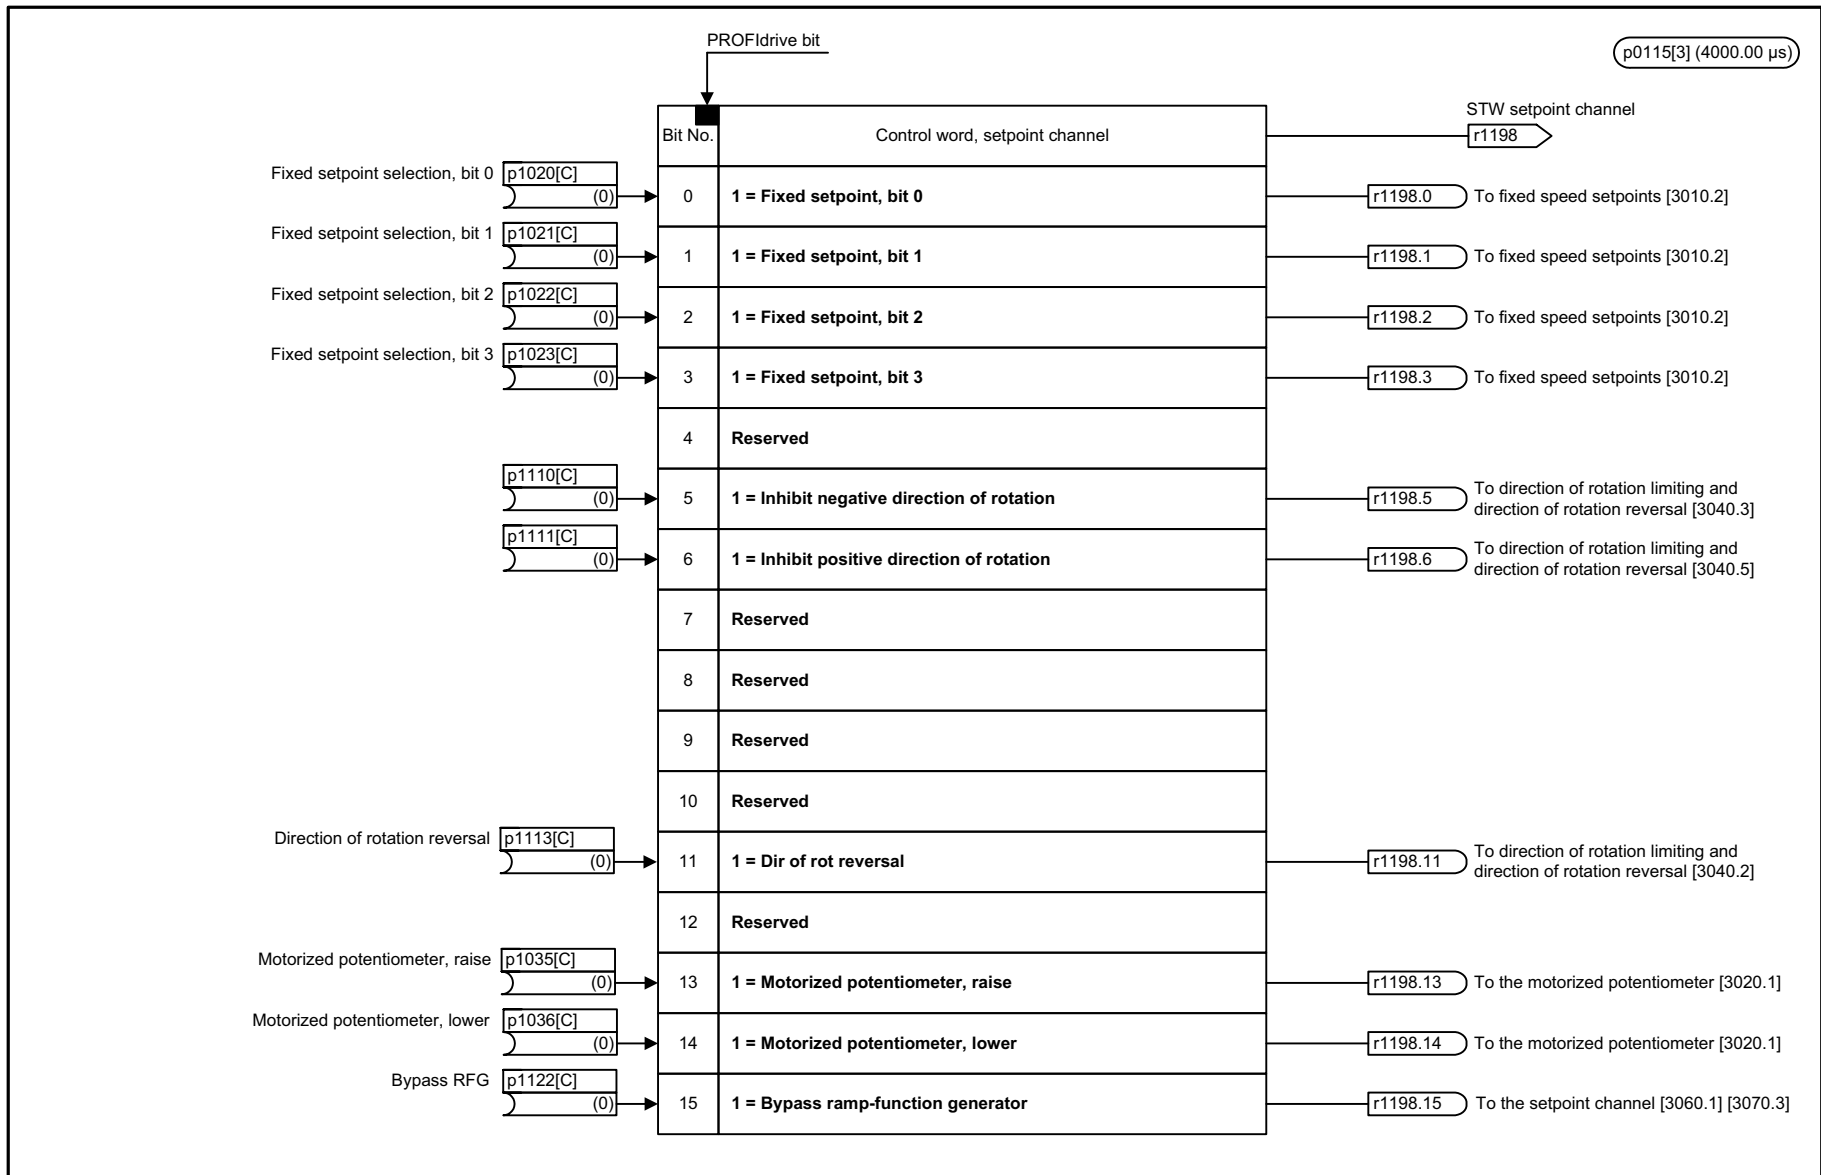 PROFIdrive bit
p0115[3] (4000.00 µs)
STW setpoint channel
Bit No.
Control word, setpoint channel
r1198
Fixed setpoint selection, bit 0
p1020[C]
(0)
0
1 = Fixed setpoint, bit 0
r1198.0
To fixed speed setpoints [3010.2]
Fixed setpoint selection, bit 1
p1021[C]
(0)
1
1 = Fixed setpoint, bit 1
r1198.1
To fixed speed setpoints [3010.2]
Fixed setpoint selection, bit 2
p1022[C]
(0)
2
1 = Fixed setpoint, bit 2
r1198.2
To fixed speed setpoints [3010.2]
Fixed setpoint selection, bit 3
p1023[C]
(0)
3
1 = Fixed setpoint, bit 3
r1198.3
To fixed speed setpoints [3010.2]
4
Reserved
p1110[C]
(0)
5
1 = Inhibit negative direction of rotation
r1198.5
To direction of rotation limiting and
direction of rotation reversal [3040.3]
p1111[C]
(0)
6
1 = Inhibit positive direction of rotation
r1198.6
To direction of rotation limiting and
direction of rotation reversal [3040.5]
7
Reserved
8
Reserved
9
Reserved
10
Reserved
Direction of rotation reversal
p1113[C]
(0)
11
1 = Dir of rot reversal
r1198.11
To direction of rotation limiting and
direction of rotation reversal [3040.2]
12
Reserved
Motorized potentiometer, raise
p1035[C]
(0)
13
1 = Motorized potentiometer, raise
r1198.13
To the motorized potentiometer [3020.1]
Motorized potentiometer, lower
p1036[C]
(0)
14
1 = Motorized potentiometer, lower
r1198.14
To the motorized potentiometer [3020.1]
Bypass RFG
p1122[C]
(0)
15
1 = Bypass ramp-function generator
r1198.15
To the setpoint channel [3060.1] [3070.3]